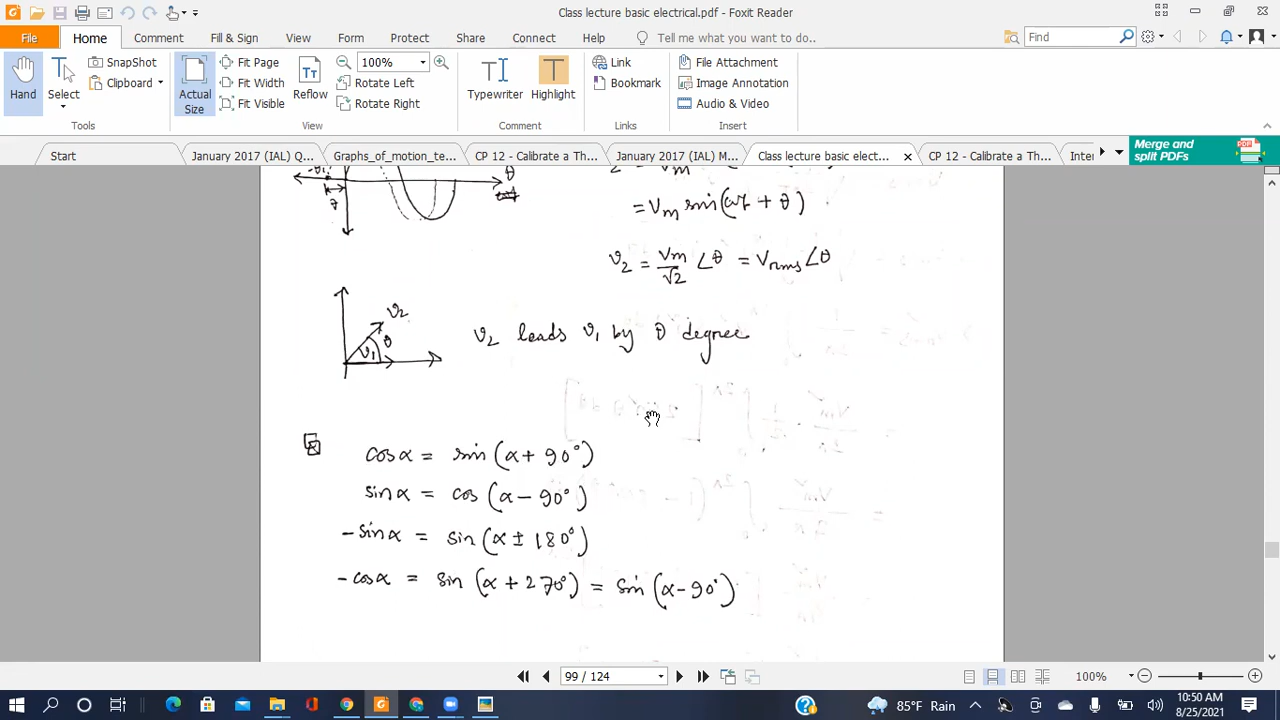 Class lecture basic electrical.pdf - Foxit Reader
File Home Comment Fill & Sign View Form Protect Share Connect Help Tell me what you want to do.. Find
Hand Select SnapShot Clipboard Actual Size Fit Page Fit Width Fit Visible Reflow 100% Rotate Left Rotate Right Typewriter Highlight Link Bookmark File Attachment Image Annotation Audio & Video
Tools View Comment Links Insert
Start January 2017 (IAL) Q... Graphs_of_motion_te... CP 12 - Calibrate a Th... January 2017 (IAL) M... Class lecture basic elect... CP 12 - Calibrate a Th... Inter Merge and split PDFs
θ
= Vm sin(ωt + θ)
v2 = Vm/√2 ∠θ = Vrms ∠θ
v2
θ
v1
v2 leads v1 by θ degree
cosα = sin (α + 90°)
sinα = cos (α - 90°)
-sinα = sin (α ± 180°)
-cosα = sin (α + 270°) = sin (α - 90°)
99 / 124 100%
85°F Rain 10:50 AM
8/25/2021